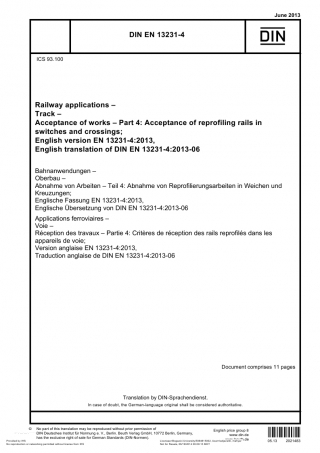 June 2013
DIN EN 13231-4
DIN
ICS 93.100
Railway applications –
Track –
Acceptance of works – Part 4: Acceptance of reprofiling rails in
switches and crossings;
English version EN 13231-4:2013,
English translation of DIN EN 13231-4:2013-06
Bahnanwendungen –
Oberbau –
Abnahme von Arbeiten – Teil 4: Abnahme von Reprofilierungsarbeiten in Weichen und
Kreuzungen;
Englische Fassung EN 13231-4:2013,
Englische Übersetzung von DIN EN 13231-4:2013-06
Applications ferroviaires –
Voie –
Réception des travaux – Partie 4: Critères de réception des rails reprofilés dans les
appareils de voie;
Version anglaise EN 13231-4:2013,
Traduction anglaise de DIN EN 13231-4:2013-06
Document comprises 11 pages
Translation by DIN-Sprachendienst.
In case of doubt, the German-language original shall be considered authoritative.
No part of this translation may be reproduced without prior permission of
DIN Deutsches Institut für Normung e. V., Berlin. Beuth Verlag GmbH, 10772 Berlin, Germany,
has the exclusive right of sale for German Standards (DIN-Normen).
English price group 8
www.din.de